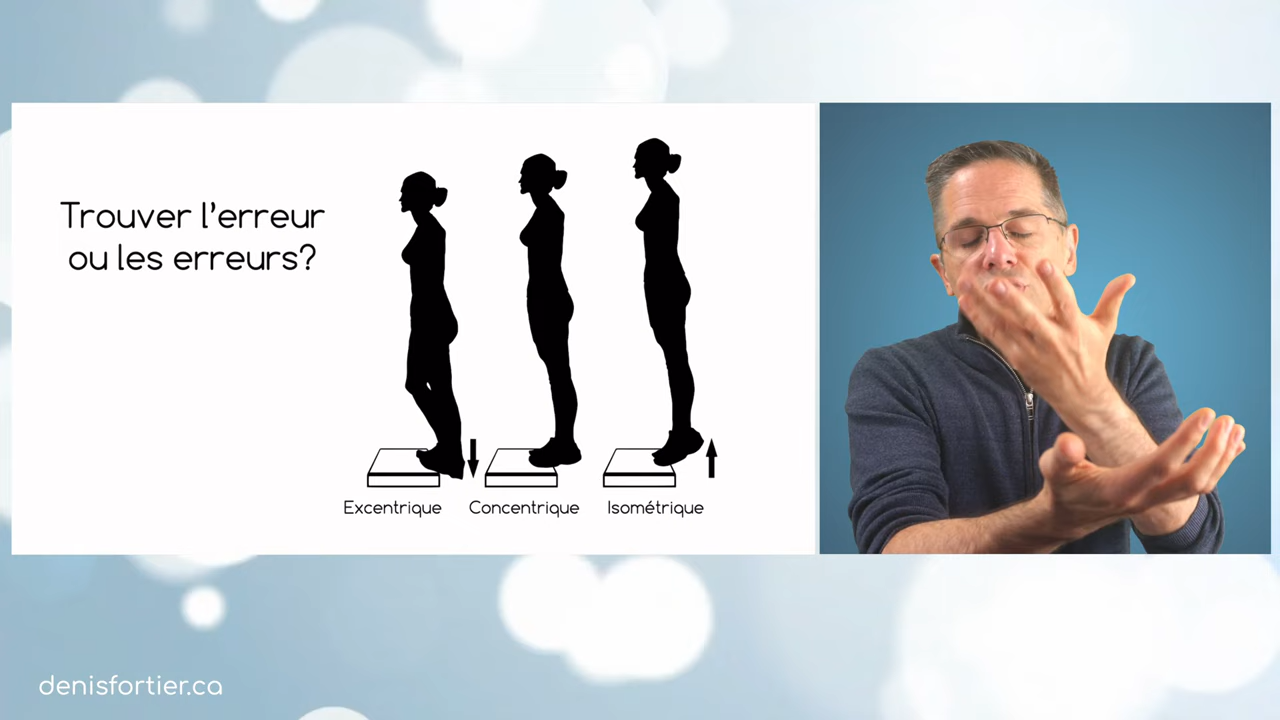 Trouver l'erreur
ou les erreurs?
Excentrique
Concentrique
Isométrique
denisfortier.ca